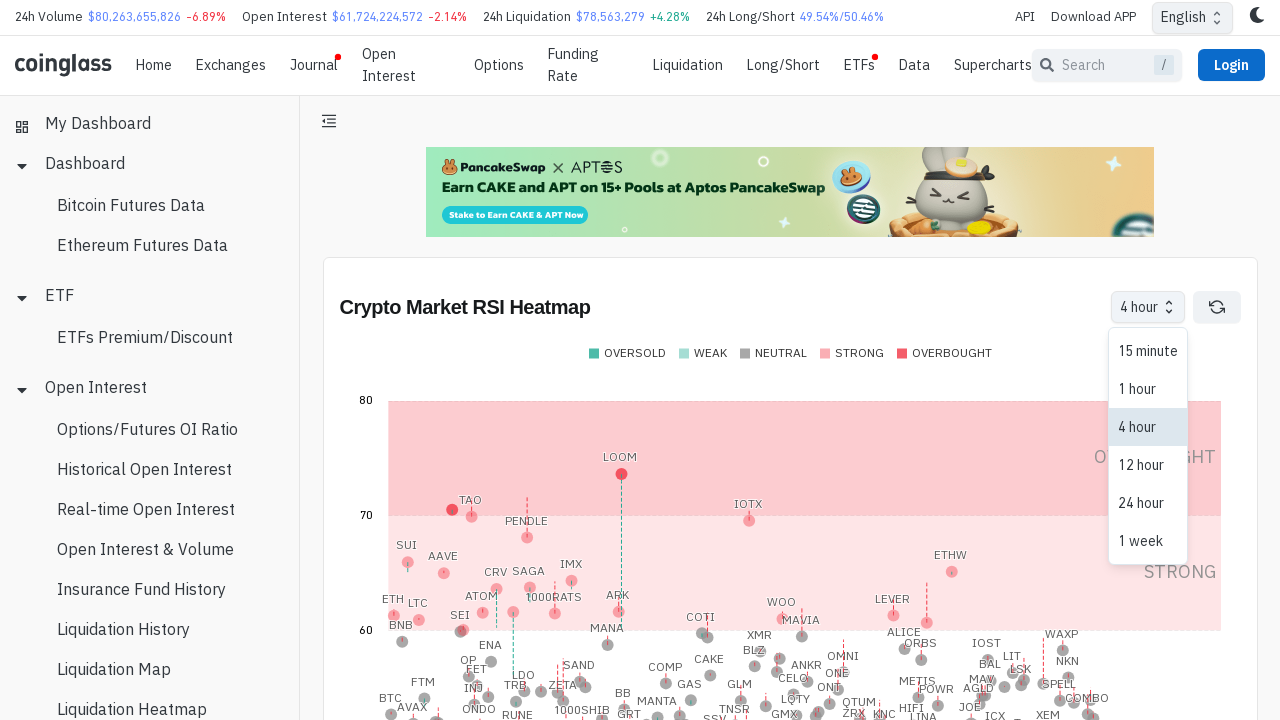 24h Volume $80,263,655,826 -6.89% Open Interest $61,724,224,572 -2.14% 24h Liquidation $78,563,279 +4.28% 24h Long/Short 49.54%/50.46% API Download APP English
coinglass Home Exchanges Journal Open Interest Options Funding Rate Liquidation Long/Short ETFs Data Supercharts Search / Login
My Dashboard
Dashboard
Bitcoin Futures Data
Ethereum Futures Data
ETF
ETFs Premium/Discount
Open Interest
Options/Futures OI Ratio
Historical Open Interest
Real-time Open Interest
Open Interest & Volume
Insurance Fund History
Liquidation History
Liquidation Map
Liquidation Heatmap
PancakeSwap × APTOS
Earn CAKE and APT on 15+ Pools at Aptos PancakeSwap
Stake to Earn CAKE & APT Now
Crypto Market RSI Heatmap 4 hour
15 minute
1 hour
4 hour
12 hour
24 hour
1 week
OVERSOLD WEAK NEUTRAL STRONG OVERBOUGHT
80
LOOM
TAO IOTX
70 PENDLE
SUI
AAVE ETHW
CRV SAGA IMX
STRONG
ETH LTC ATOM 1000RATS ARK WOO LEVER
SEI COTI MAVIA
60 BNB MANA XMR ALICE WAXP
ENA BLZ ORBS IOST
OP FET SAND COMP CAKE ANKR OMNI BAL LIT LSK NKN
FTM INJ LDO TRB ZETA GAS GLM CELO ONE METIS MAV
BTC AVAX ONDO RUNE 1000SHIB BB GRT MANTA SSV TNSR LQTY GMX ONT QTUM ZRX KNC HIFI POWR LINA AGLD JOE ICX SPELL XEM COMBO